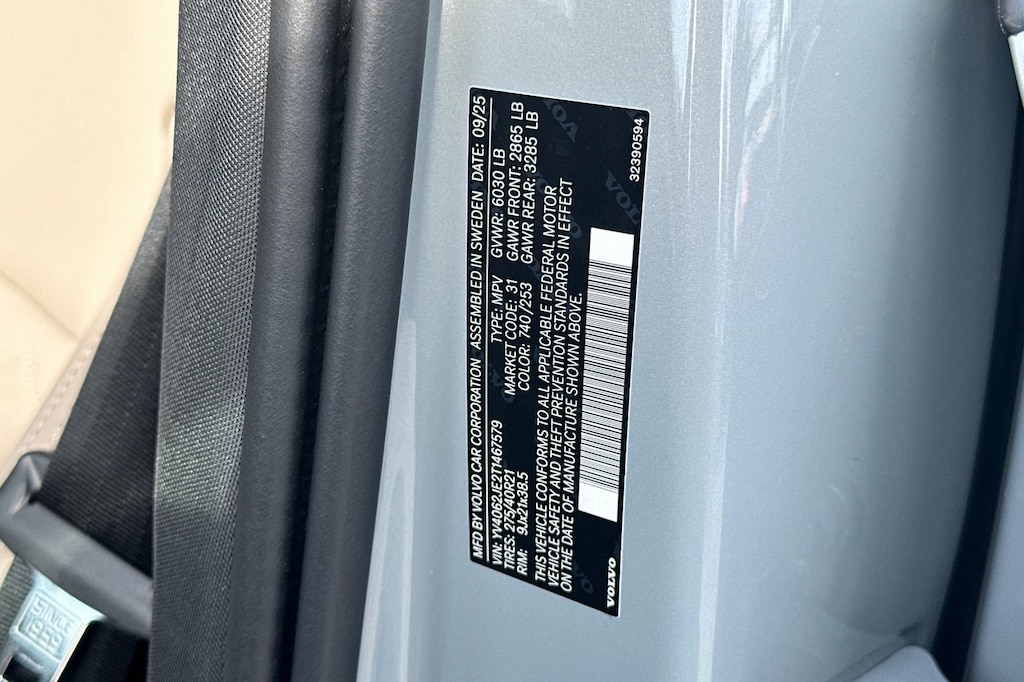 MFD BY VOLVO CAR CORPORATION ASSEMBLED IN SWEDEN DATE: 09/25
VIN: YV4062JE2T1467579 TYPE: MPV GVWR: 6030 LB
TIRES: 275/40R21 MARKET CODE: 31 GAWR FRONT: 2865 LB
RIM: 9Jx21x38.5 COLOR: 740/253 GAWR REAR: 3285 LB
THIS VEHICLE CONFORMS TO ALL APPLICABLE FEDERAL MOTOR
VEHICLE SAFETY AND THEFT PREVENTION STANDARDS IN EFFECT
ON THE DATE OF MANUFACTURE SHOWN ABOVE.
VOLVO 32390594
SINCE
1959